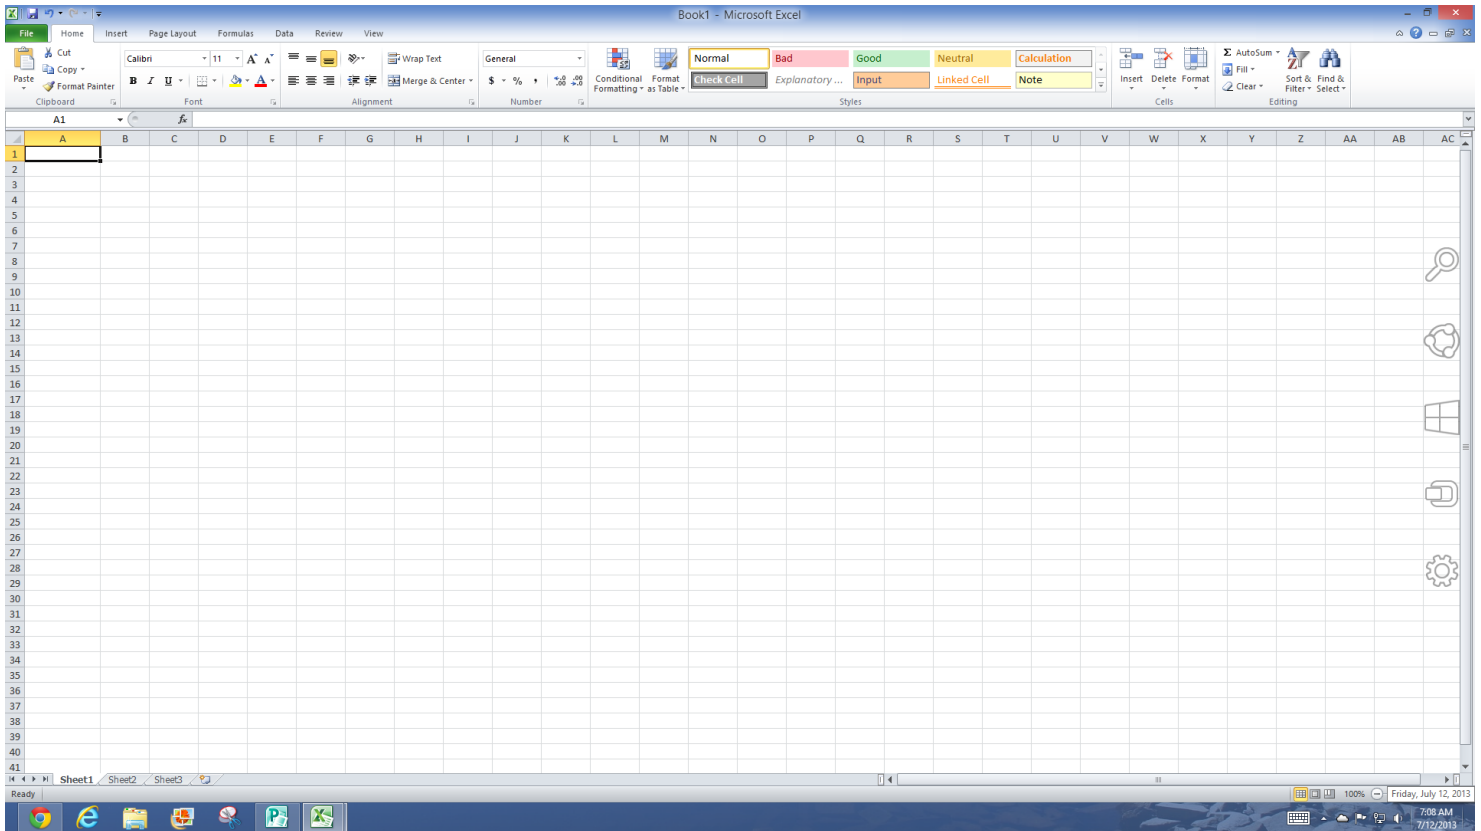 Book1 - Microsoft Excel
File Home Insert Page Layout Formulas Data Review View
Paste
Cut
Copy
Format Painter
Clipboard
Calibri 11
B I U
Font
Wrap Text
Merge & Center
Alignment
General
$ % ,
Number
Conditional Formatting
Format as Table
Normal Bad Good Neutral Calculation
Check Cell Explanatory ... Input Linked Cell Note
Styles
Insert Delete Format
Cells
Σ AutoSum
Fill
Clear
Sort & Filter
Find & Select
Editing
A1 fx
A B C D E F G H I J K L M N O P Q R S T U V W X Y Z AA AB AC
1
2
3
4
5
6
7
8
9
10
11
12
13
14
15
16
17
18
19
20
21
22
23
24
25
26
27
28
29
30
31
32
33
34
35
36
37
38
39
40
41
Sheet1 Sheet2 Sheet3
Ready 100% Friday, July 12, 2013
7:08 AM
7/12/2013